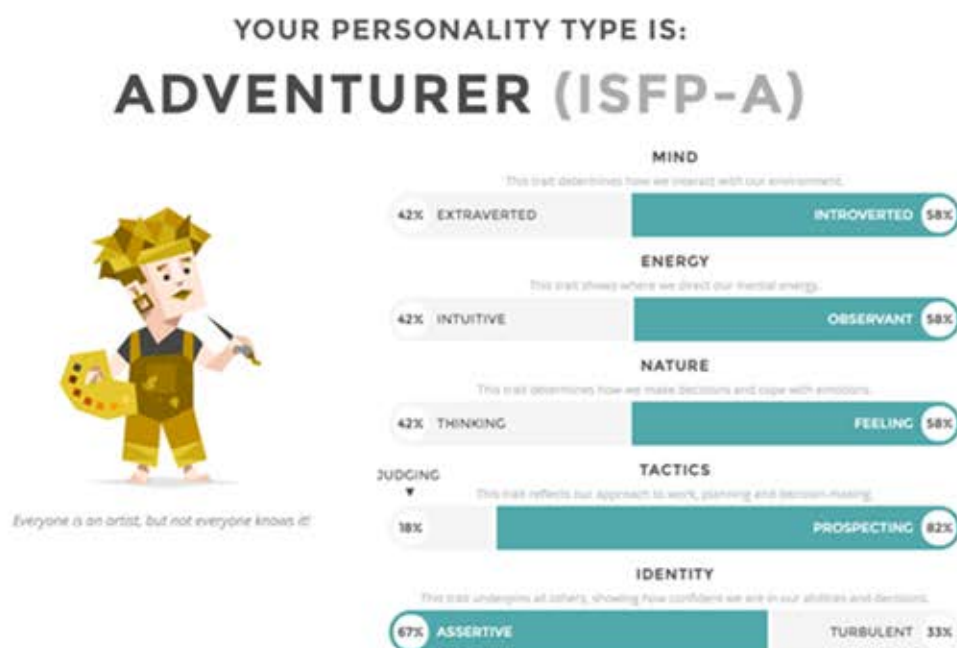 YOUR PERSONALITY TYPE IS:
ADVENTURER (ISFP-A)
MIND
This trait determines how we interact with our environment.
42% EXTRAVERTED INTROVERTED 58%
ENERGY
This trait shows where we direct our mental energy.
42% INTUITIVE OBSERVANT 58%
NATURE
This trait determines how we make decisions and cope with emotions.
42% THINKING FEELING 58%
JUDGING
TACTICS
This trait reflects our approach to work, planning and decision-making.
18% PROSPECTING 82%
Everyone is an artist, but not everyone knows it!
IDENTITY
This trait underpins all others, showing how confident we are in our abilities and decisions.
67% ASSERTIVE TURBULENT 33%